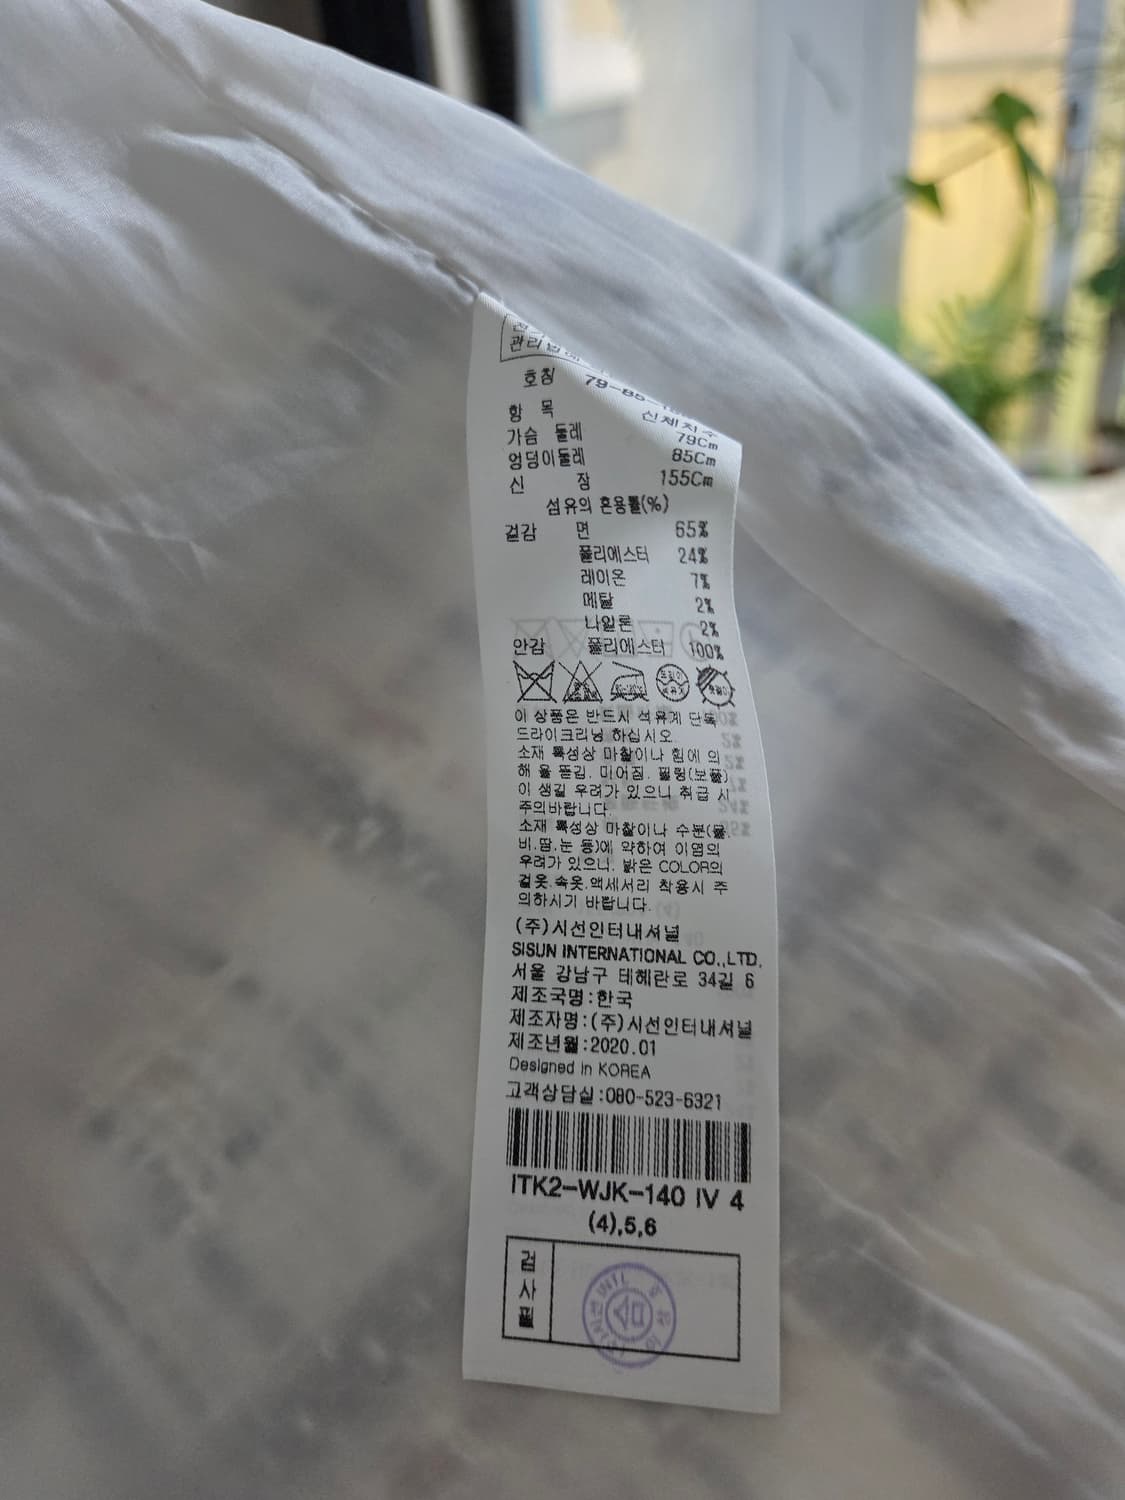 관리법에
호칭 79-85-155
항 목 신체치수
가슴 둘레 79Cm
엉덩이둘레 85Cm
신 장 155Cm
섬유의 혼용률(%)
겉감 면 65%
폴리에스터 24%
레이온 7%
메탈 2%
나일론 2%
안감 폴리에스터 100%
이 상품은 반드시 석유계 단독
드라이크리닝 하십시오.
소재 특성상 마찰이나 힘에 의
해 올 뜯김, 미어짐, 필링(보풀)
이 생길 우려가 있으니 취급 시
주의바랍니다.
소재 특성상 마찰이나 수분(물,
비,땀,눈 등)에 약하여 이염의
우려가 있으니, 밝은 COLOR의
겉옷,속옷,액세서리 착용시 주
의하시기 바랍니다.
(주)시선인터내셔널
SISUN INTERNATIONAL CO.,LTD.
서울 강남구 테헤란로 34길 6
제조국명:한국
제조자명:(주)시선인터내셔널
제조년월:2020.01
Designed in KOREA
고객상담실:080-523-6321
ITK2-WJK-140 IV 4
(4),5,6
검사필